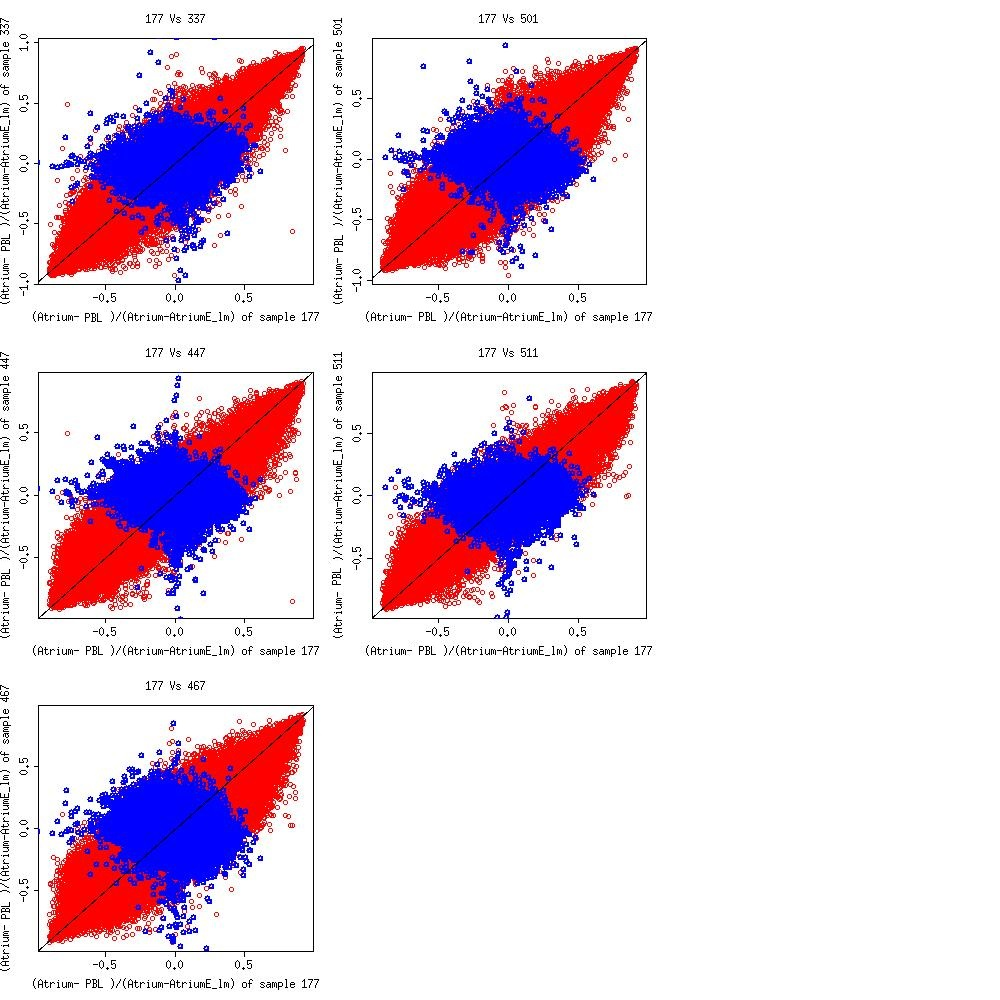 177 Vs 337
(Atrium- PBL )/(Atrium-AtriumE_lm) of sample 337
1.0
0.5
0.0
-0.5
-1.0
-0.5 0.0 0.5
(Atrium- PBL )/(Atrium-AtriumE_lm) of sample 177
177 Vs 501
(Atrium- PBL )/(Atrium-AtriumE_lm) of sample 501
0.5
0.0
-0.5
-1.0
-0.5 0.0 0.5
(Atrium- PBL )/(Atrium-AtriumE_lm) of sample 177
177 Vs 447
(Atrium- PBL )/(Atrium-AtriumE_lm) of sample 447
0.5
0.0
-0.5
-0.5 0.0 0.5
(Atrium- PBL )/(Atrium-AtriumE_lm) of sample 177
177 Vs 511
(Atrium- PBL )/(Atrium-AtriumE_lm) of sample 511
0.5
0.0
-0.5
-0.5 0.0 0.5
(Atrium- PBL )/(Atrium-AtriumE_lm) of sample 177
177 Vs 467
(Atrium- PBL )/(Atrium-AtriumE_lm) of sample 467
0.5
0.0
-0.5
-0.5 0.0 0.5
(Atrium- PBL )/(Atrium-AtriumE_lm) of sample 177